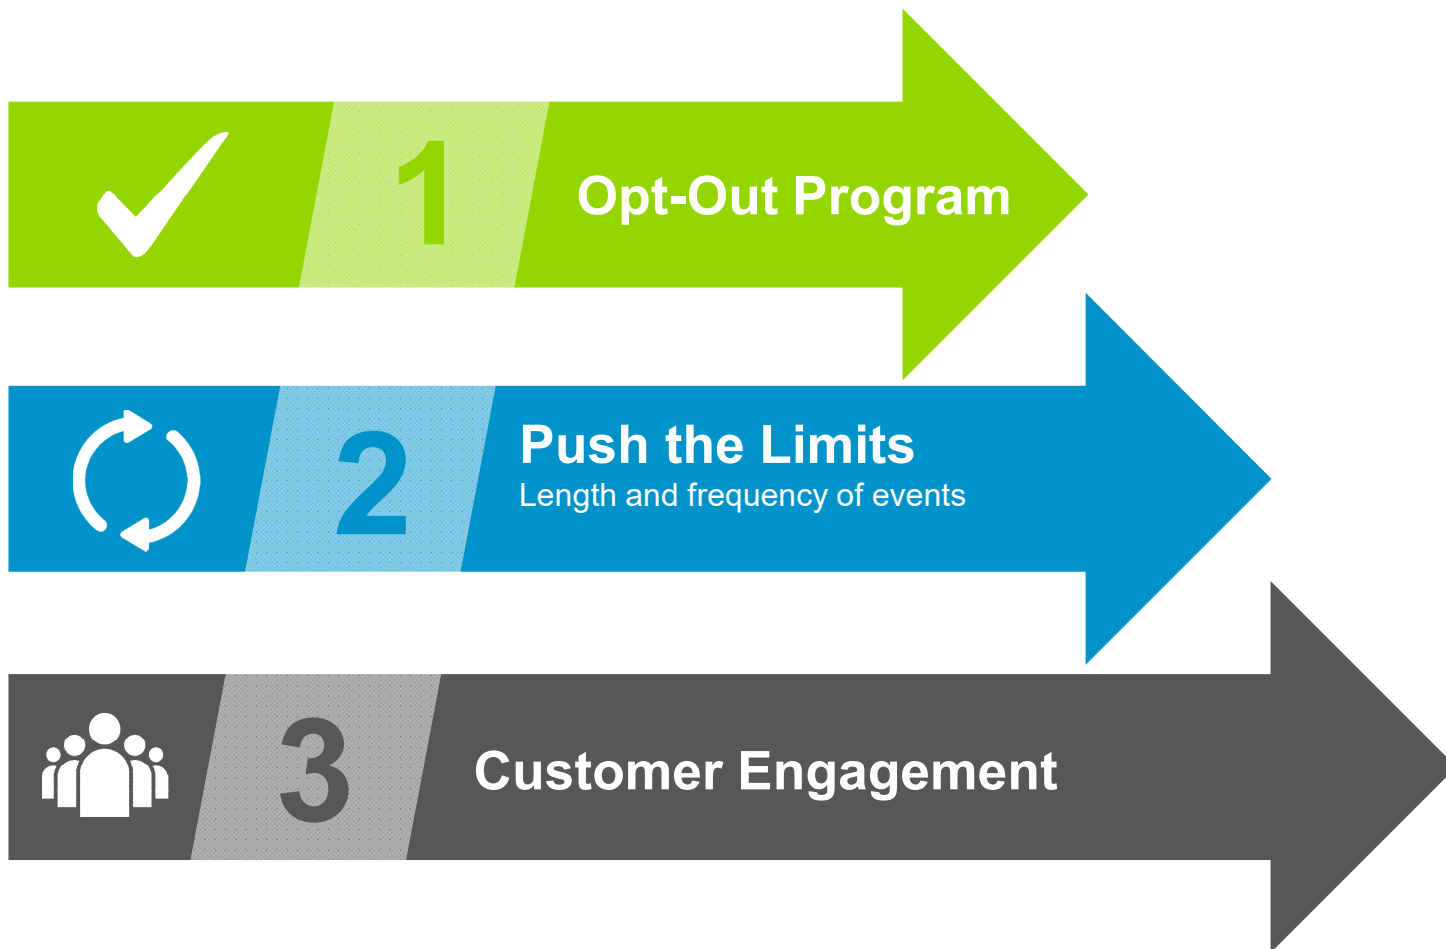 1
Opt-Out Program
2
Push the Limits
Length and frequency of events
3
Customer Engagement